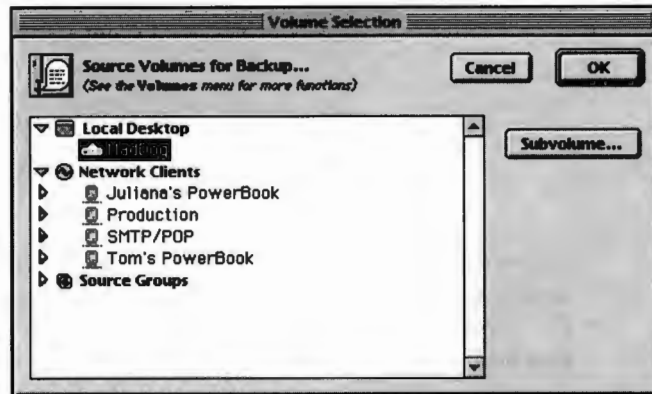 Volume Selection
Source Volumes for Backup...
(See the Volumes menu for more functions)
Cancel
OK
Local Desktop
MadDog
Subvolume...
Network Clients
Juliana's PowerBook
Production
SMTP/POP
Tom's PowerBook
Source Groups